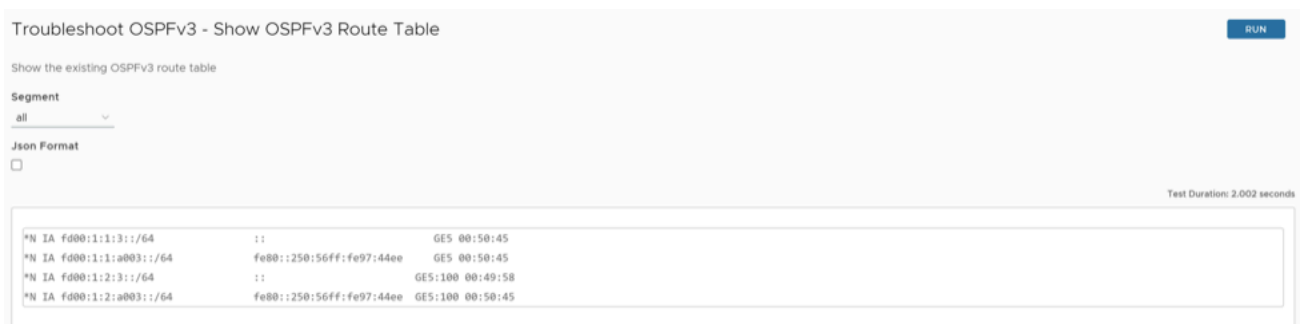 Troubleshoot OSPFv3 - Show OSPFv3 Route Table
RUN
Show the existing OSPFv3 route table
Segment
all
Json Format
Test Duration: 2.002 seconds
*N IA fd00:1:1:3::/64 :: GE5 00:50:45
*N IA fd00:1:1:a003::/64 fe80::250:56ff:fe97:44ee GE5 00:50:45
*N IA fd00:1:2:3::/64 :: GE5:100 00:49:58
*N IA fd00:1:2:a003::/64 fe80::250:56ff:fe97:44ee GE5:100 00:50:45